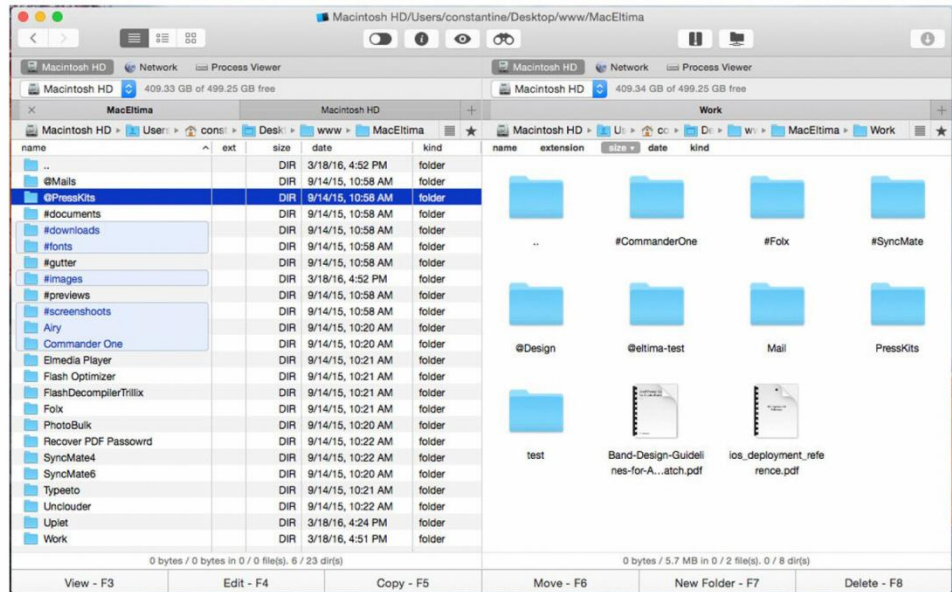 Macintosh HD/Users/constantine/Desktop/www/MacEltima
Macintosh HD Network Process Viewer
Macintosh HD 409.33 GB of 499.25 GB free
MacEltima Macintosh HD
Macintosh HD Users const Desk www MacEltima
name ext size date kind
.. DIR 3/18/16, 4:52 PM folder
@Mails DIR 9/14/15, 10:58 AM folder
@PressKits DIR 9/14/15, 10:58 AM folder
#documents DIR 9/14/15, 10:58 AM folder
#downloads DIR 9/14/15, 10:58 AM folder
#fonts DIR 9/14/15, 10:58 AM folder
#gutter DIR 9/14/15, 10:58 AM folder
#images DIR 3/18/16, 4:52 PM folder
#previews DIR 9/14/15, 10:58 AM folder
#screenshoots DIR 9/14/15, 10:58 AM folder
Airy DIR 9/14/15, 10:20 AM folder
Commander One DIR 9/14/15, 10:20 AM folder
Elmedia Player DIR 9/14/15, 10:21 AM folder
Flash Optimizer DIR 9/14/15, 10:21 AM folder
FlashDecompilerTrillix DIR 9/14/15, 10:21 AM folder
Folx DIR 9/14/15, 10:21 AM folder
PhotoBulk DIR 9/14/15, 10:20 AM folder
Recover PDF Passowrd DIR 9/14/15, 10:22 AM folder
SyncMate4 DIR 9/14/15, 10:22 AM folder
SyncMate6 DIR 9/14/15, 10:20 AM folder
Typeeto DIR 9/14/15, 10:21 AM folder
Unclouder DIR 9/14/15, 10:22 AM folder
Uplet DIR 3/18/16, 4:24 PM folder
Work DIR 3/18/16, 4:51 PM folder
0 bytes / 0 bytes in 0 / 0 file(s). 6 / 23 dir(s)
Macintosh HD Network Process Viewer
Macintosh HD 409.34 GB of 499.25 GB free
Work
Macintosh HD Us co De w MacEltima Work
name extension size date kind
.. #CommanderOne #Folx #SyncMate
@Design @eltima-test Mail PressKits
test Band-Design-Guideli ios_deployment_refe
nes-for-A...atch.pdf rence.pdf
0 bytes / 5.7 MB in 0 / 2 file(s). 0 / 8 dir(s)
View - F3 Edit - F4 Copy - F5 Move - F6 New Folder - F7 Delete - F8